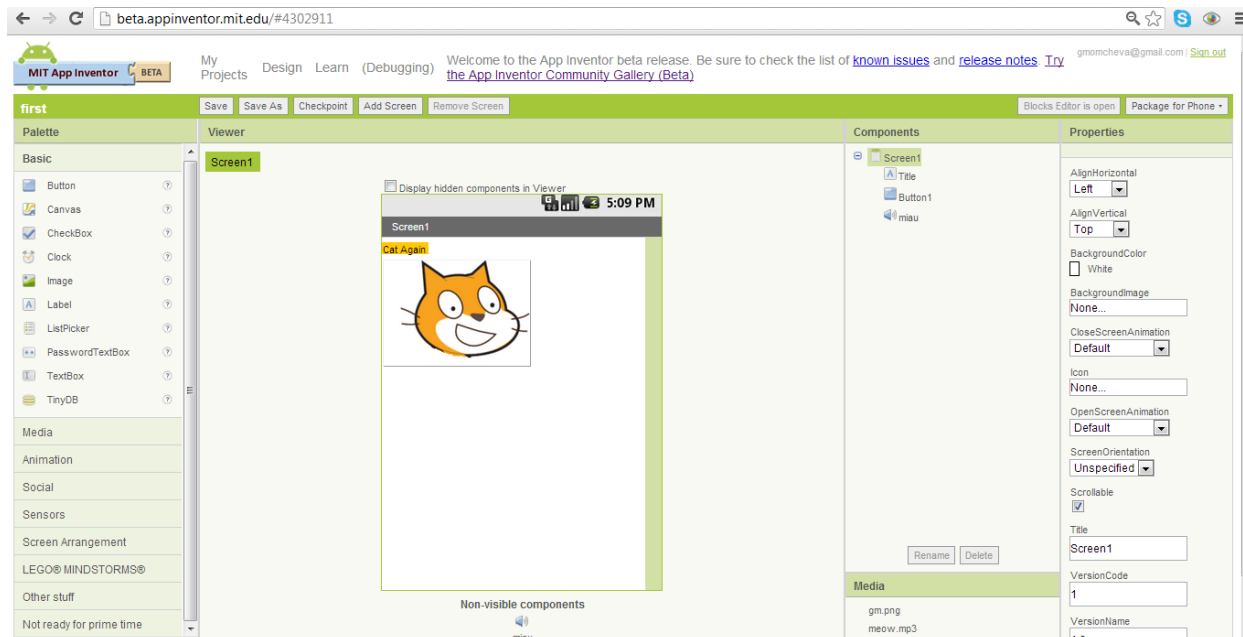 beta.appinventor.mit.edu/#4302911
MIT App Inventor BETA
My Projects
Design
Learn
(Debugging)
Welcome to the App Inventor beta release. Be sure to check the list of known issues and release notes. Try
the App Inventor Community Gallery (Beta)
gmomcheva@gmail.com | Sign out
first
Save
Save As
Checkpoint
Add Screen
Remove Screen
Blocks Editor is open
Package for Phone
Palette
Basic
Button
Canvas
CheckBox
Clock
Image
Label
ListPicker
PasswordTextBox
TextBox
TinyDB
Media
Animation
Social
Sensors
Screen Arrangement
LEGO® MINDSTORMS®
Other stuff
Not ready for prime time
Viewer
Screen1
Display hidden components in Viewer
5:09 PM
Screen1
Cat Again
Non-visible components
miau
Components
Screen1
Title
Button1
miau
Rename
Delete
Media
gm.png
meow.mp3
Properties
AlignHorizontal
Left
AlignVertical
Top
BackgroundColor
White
BackgroundImage
None...
CloseScreenAnimation
Default
Icon
None...
OpenScreenAnimation
Default
ScreenOrientation
Unspecified
Scrollable
Title
Screen1
VersionCode
1
VersionName